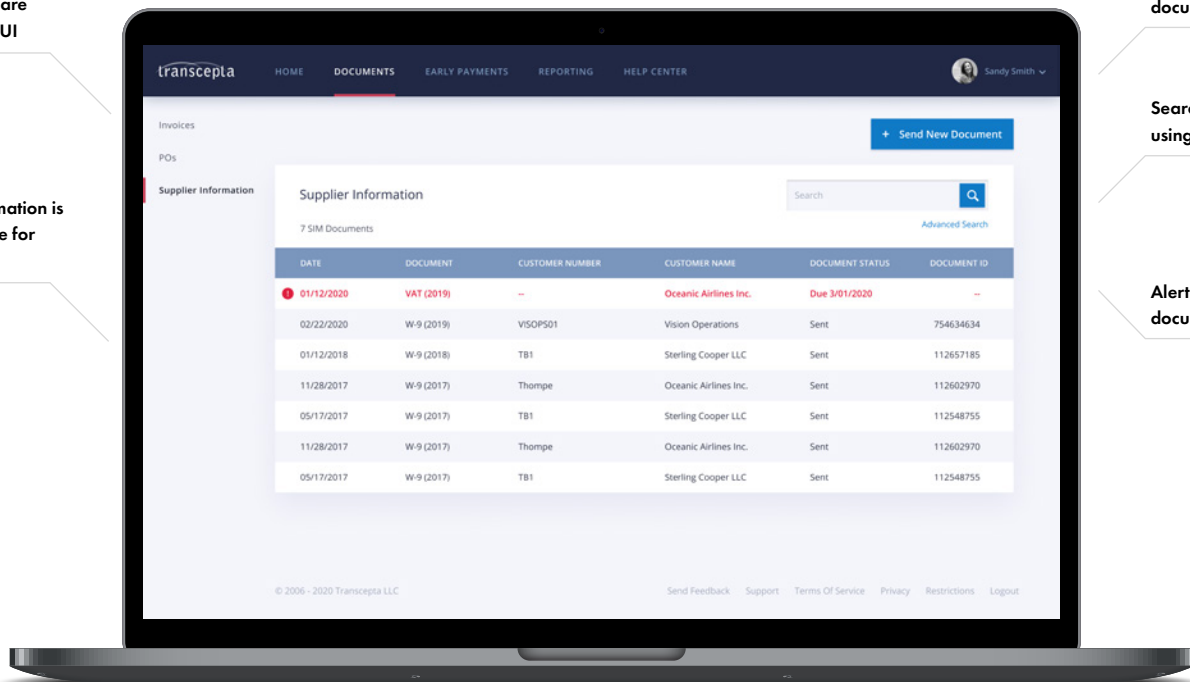 are
UI
mation is
e for
docu
Searc
using
Alert
docu
transcepta HOME DOCUMENTS EARLY PAYMENTS REPORTING HELP CENTER Sandy Smith
Invoices
POs
Supplier Information
+ Send New Document
Supplier Information
Search
7 SIM Documents
Advanced Search
DATE DOCUMENT CUSTOMER NUMBER CUSTOMER NAME DOCUMENT STATUS DOCUMENT ID
! 01/12/2020 VAT (2019) -- Oceanic Airlines Inc. Due 3/01/2020 --
02/22/2020 W-9 (2019) VISOPS01 Vision Operations Sent 754634634
01/12/2018 W-9 (2018) TB1 Sterling Cooper LLC Sent 112657185
11/28/2017 W-9 (2017) Thompe Oceanic Airlines Inc. Sent 112602970
05/17/2017 W-9 (2017) TB1 Sterling Cooper LLC Sent 112548755
11/28/2017 W-9 (2017) Thompe Oceanic Airlines Inc. Sent 112602970
05/17/2017 W-9 (2017) TB1 Sterling Cooper LLC Sent 112548755
© 2006 - 2020 Transcepta LLC Send Feedback Support Terms Of Service Privacy Restrictions Logout